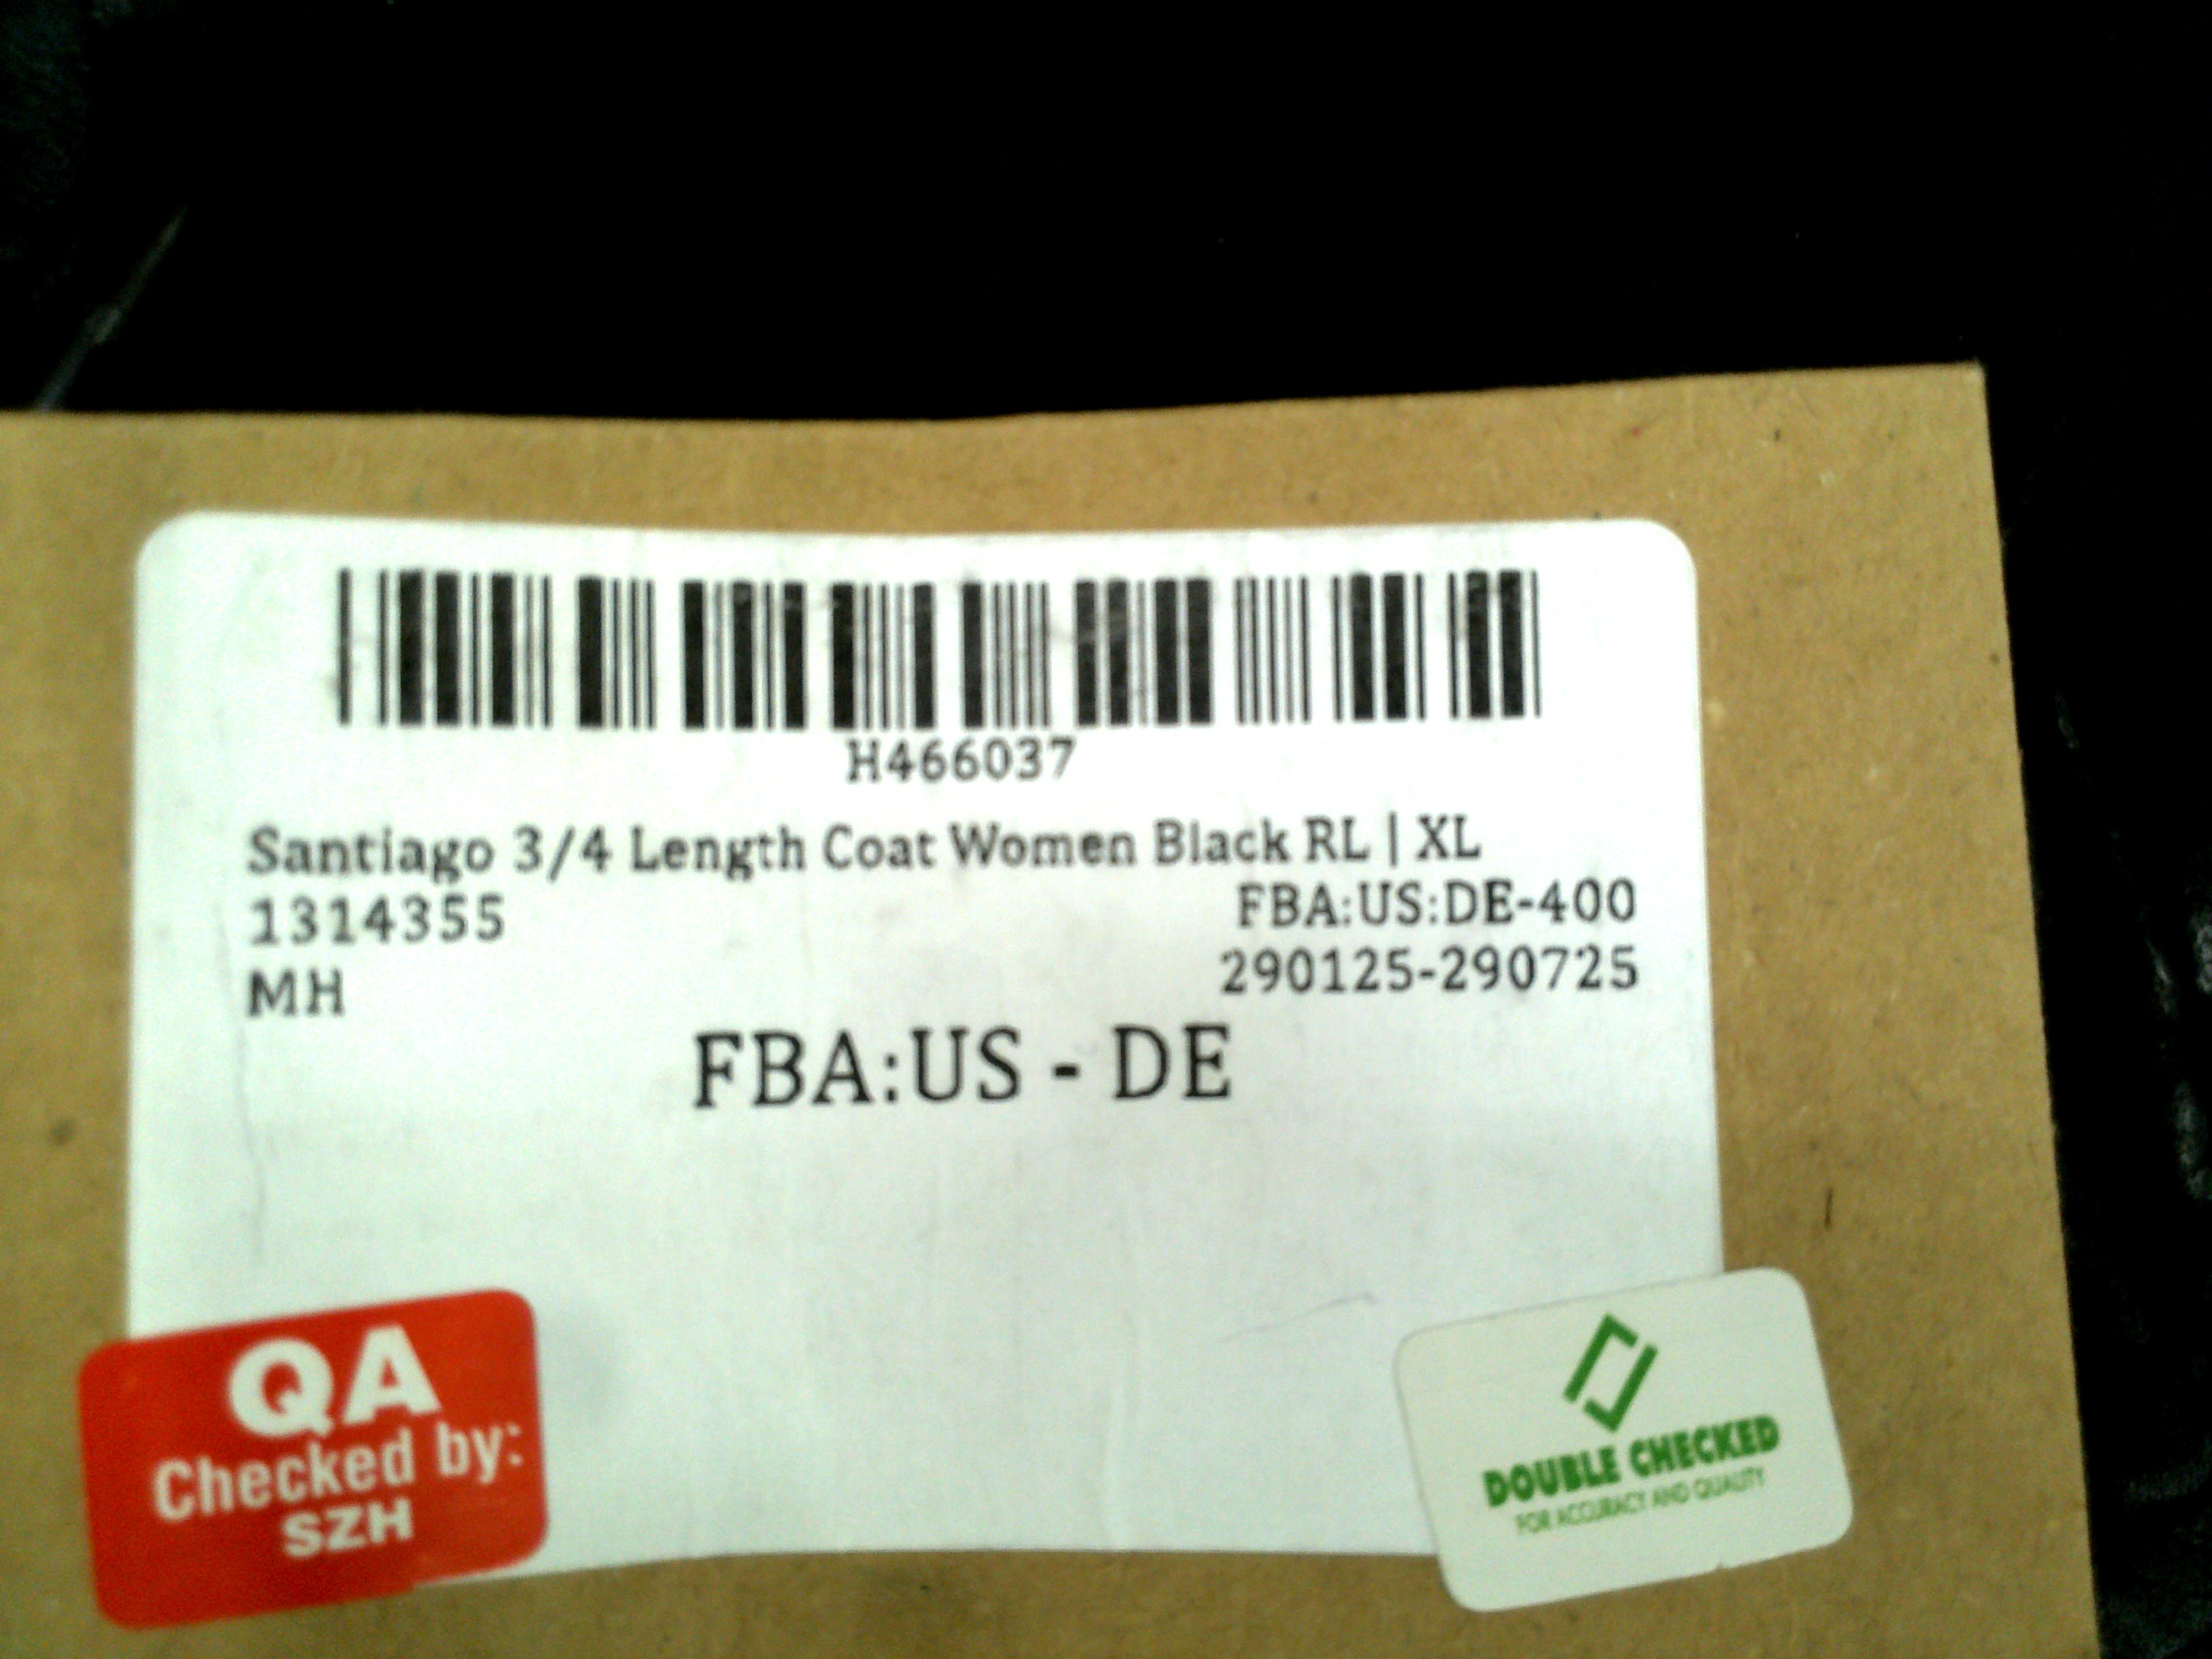 H466037
Santiago 3/4 Length Coat Women Black RL | XL
1314355 FBA:US:DE-400
MH 290125-290725
FBA:US - DE
QA
Checked by:
SZH
DOUBLE CHECKED
FOR ACCURACY AND QUALITY